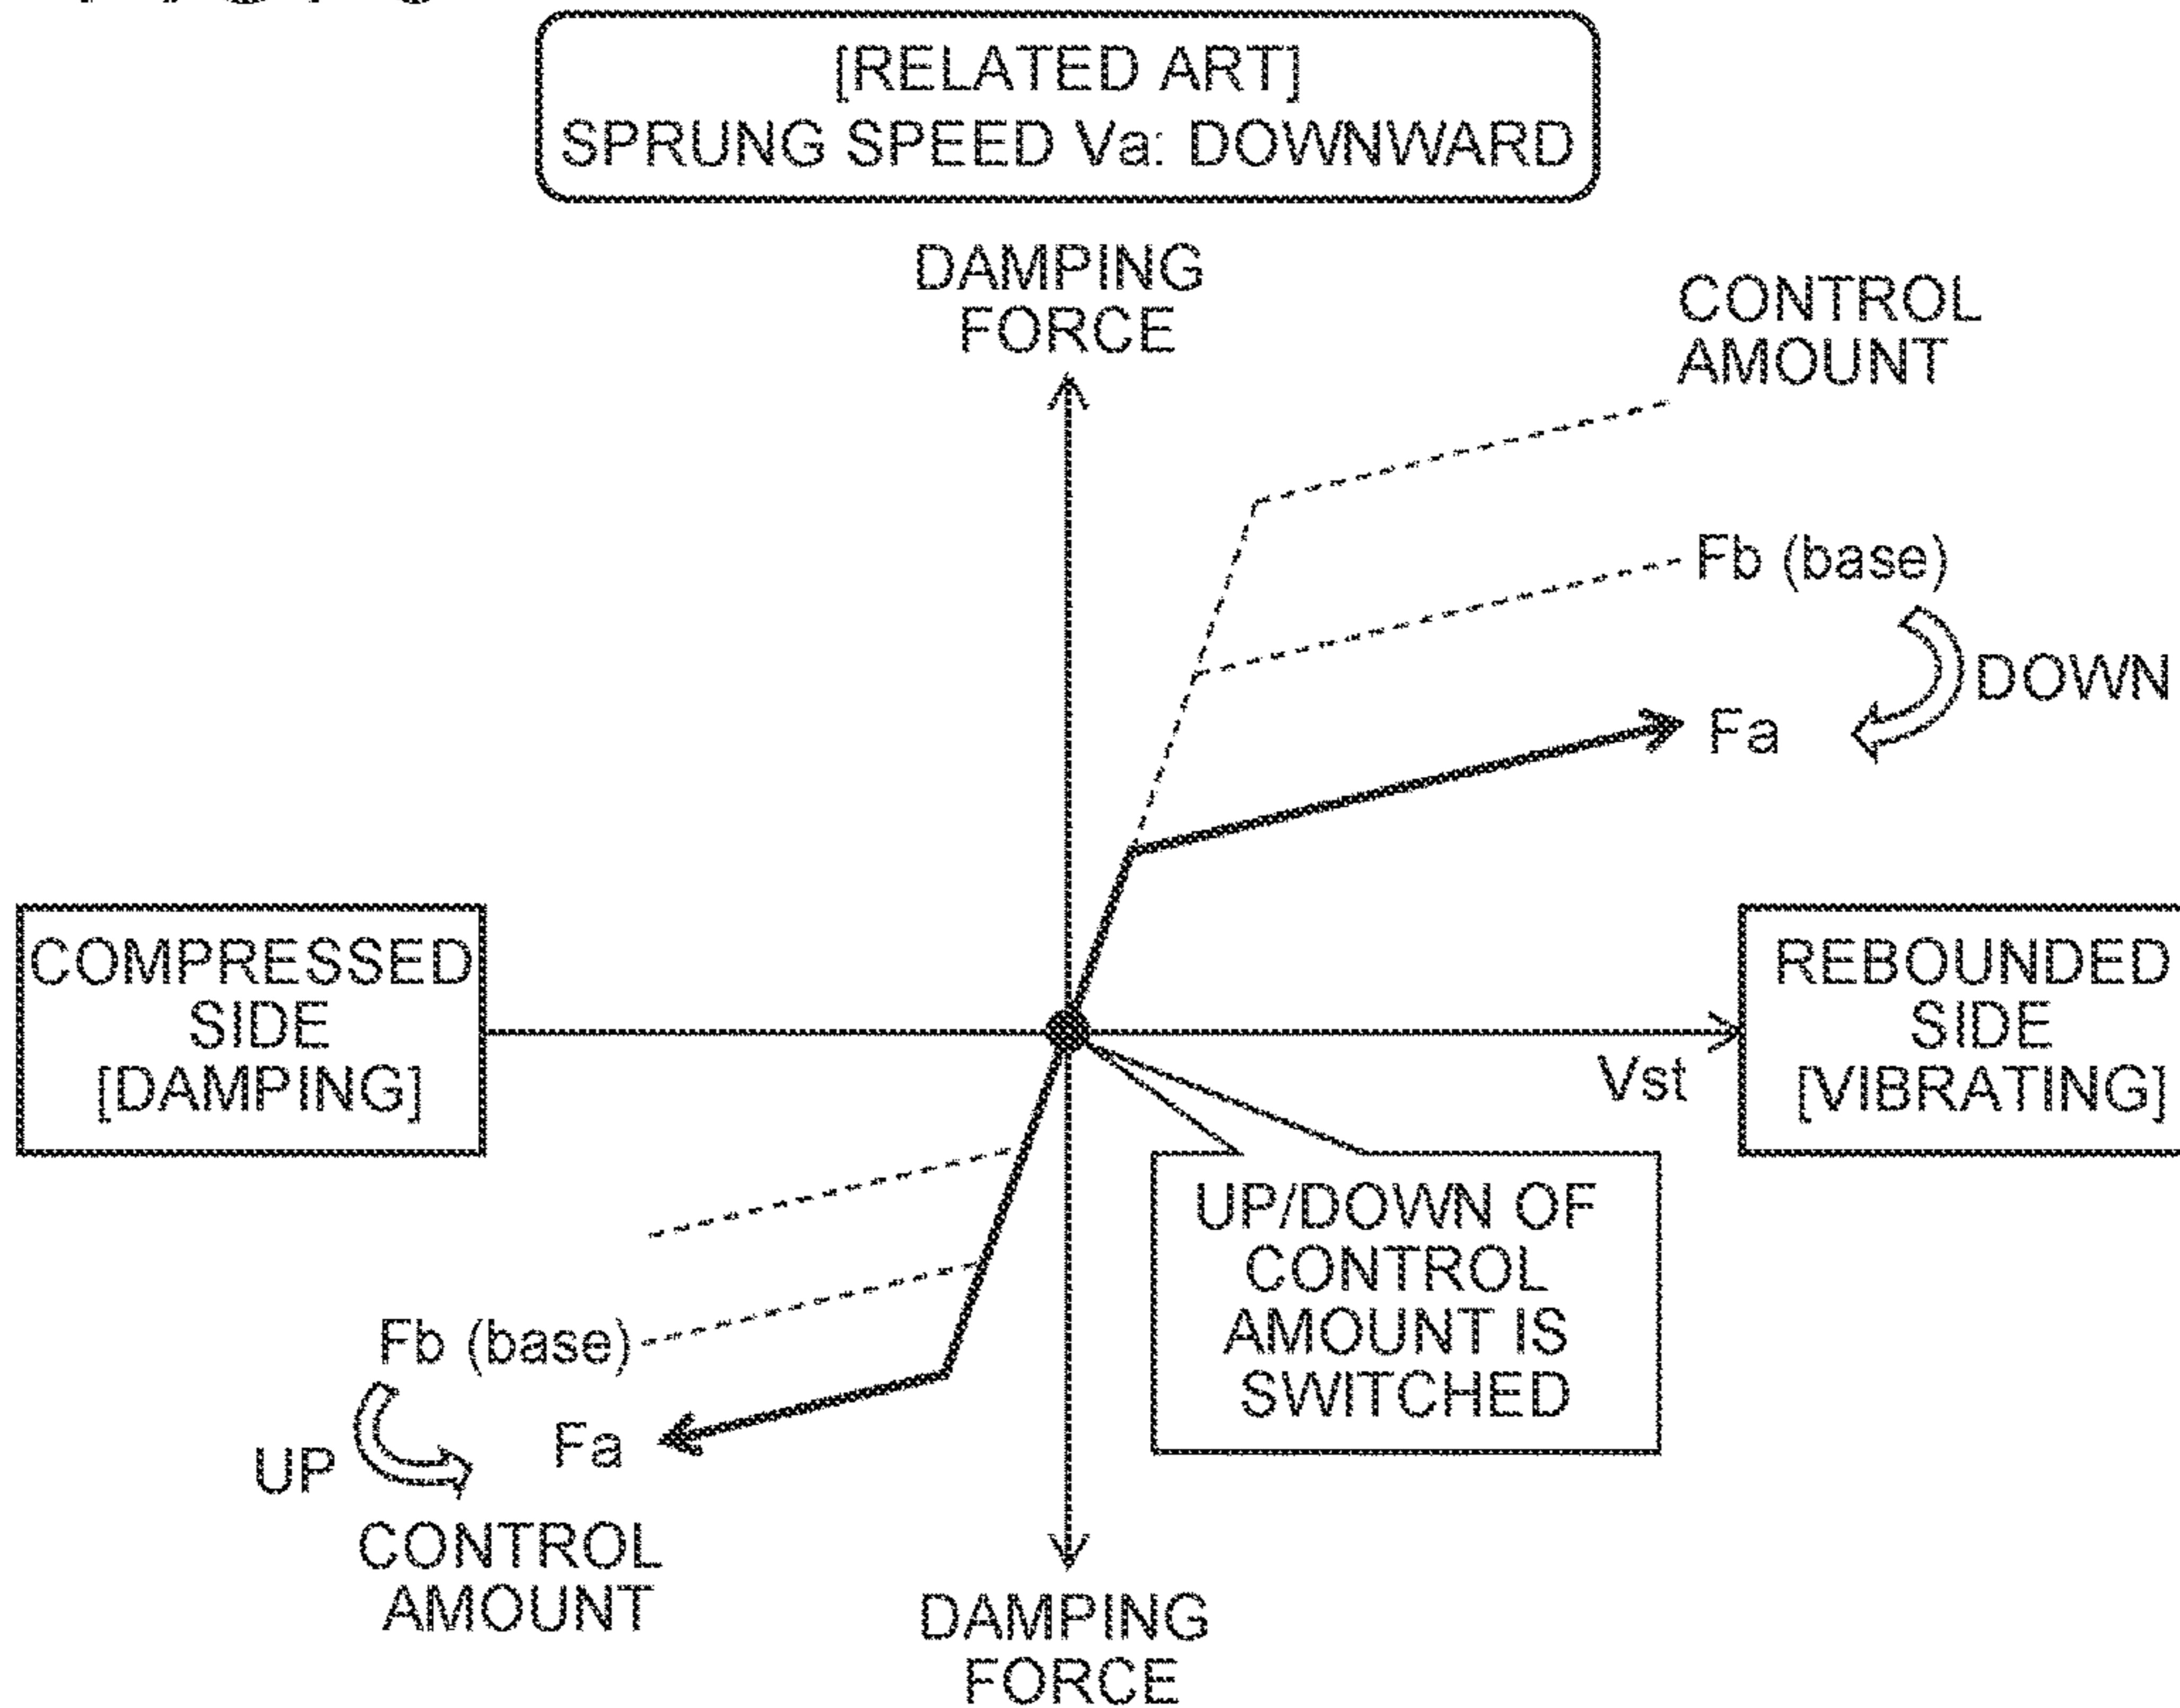 [RELATED ART]
SPRUNG SPEED Va: DOWNWARD
DAMPING
FORCE
CONTROL
AMOUNT
Fb (base)
DOWN
Fa
COMPRESSED
SIDE
[DAMPING]
REBOUNDED
SIDE
[VIBRATING]
Vst
UP/DOWN OF
CONTROL
AMOUNT IS
SWITCHED
Fb (base)
Fa
UP
CONTROL
AMOUNT
DAMPING
FORCE